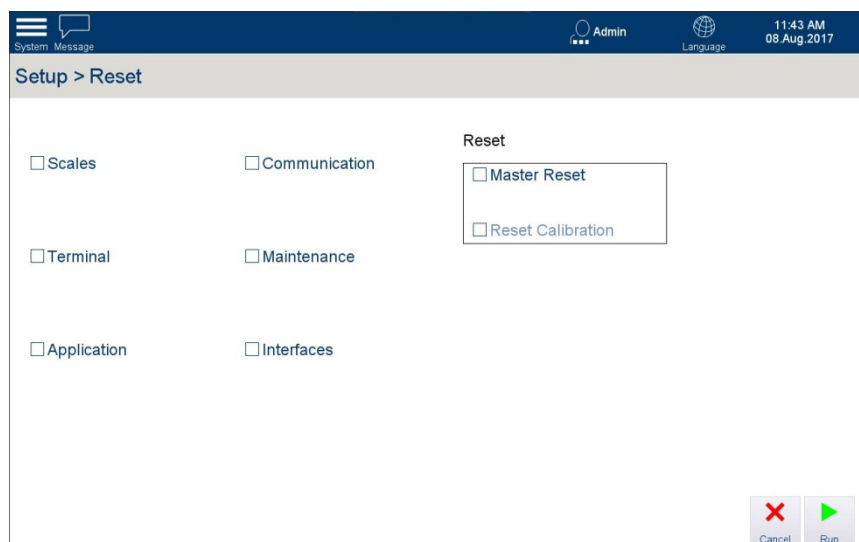 System Message
Admin
Language
11:43 AM
08.Aug.2017
Setup > Reset
Scales
Communication
Reset
Master Reset
Reset Calibration
Terminal
Maintenance
Application
Interfaces
Cancel
Run